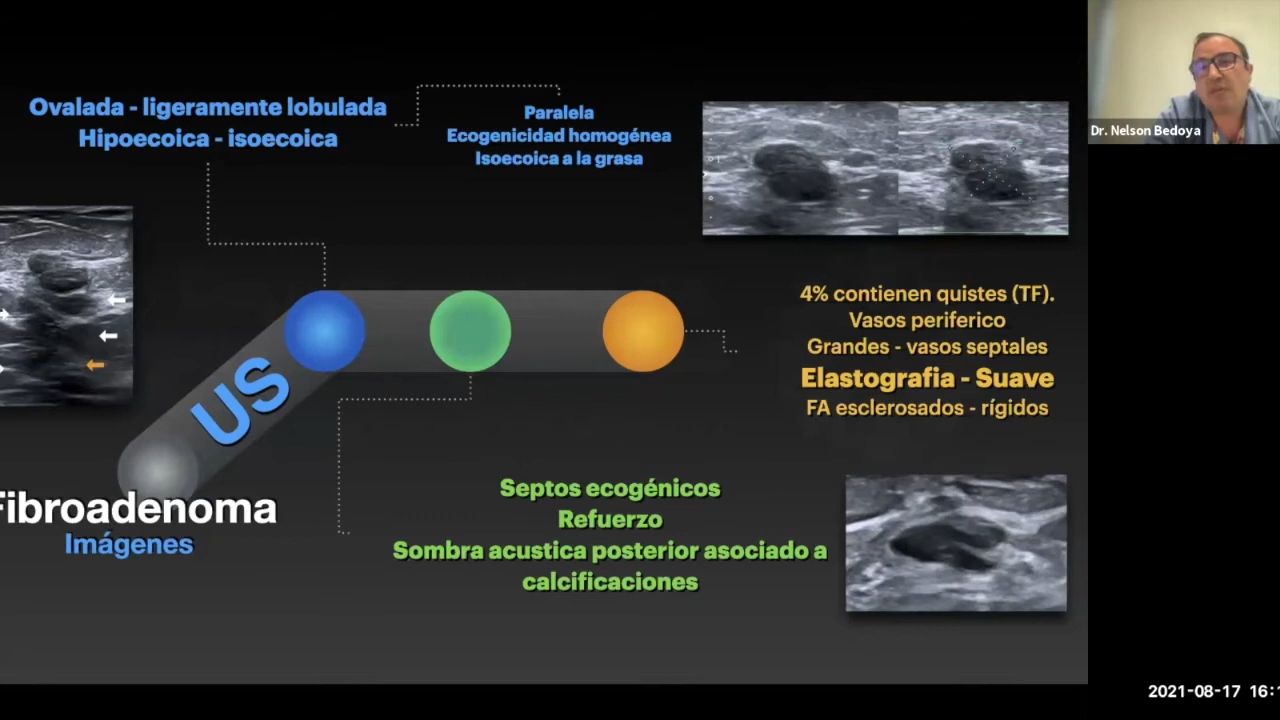 Ovalada - ligeramente lobulada
Hipoecoica - isoecoica
Paralela
Ecogenicidad homogénea
Isoecoica a la grasa
Dr. Nelson Bedoya
4% contienen quistes (TF).
Vasos periferico
Grandes - vasos septales
Elastografia - Suave
FA esclerosados - rígidos
US
Fibroadenoma
Imágenes
Septos ecogénicos
Refuerzo
Sombra acustica posterior asociado a
calcificaciones
2021-08-17 16:1